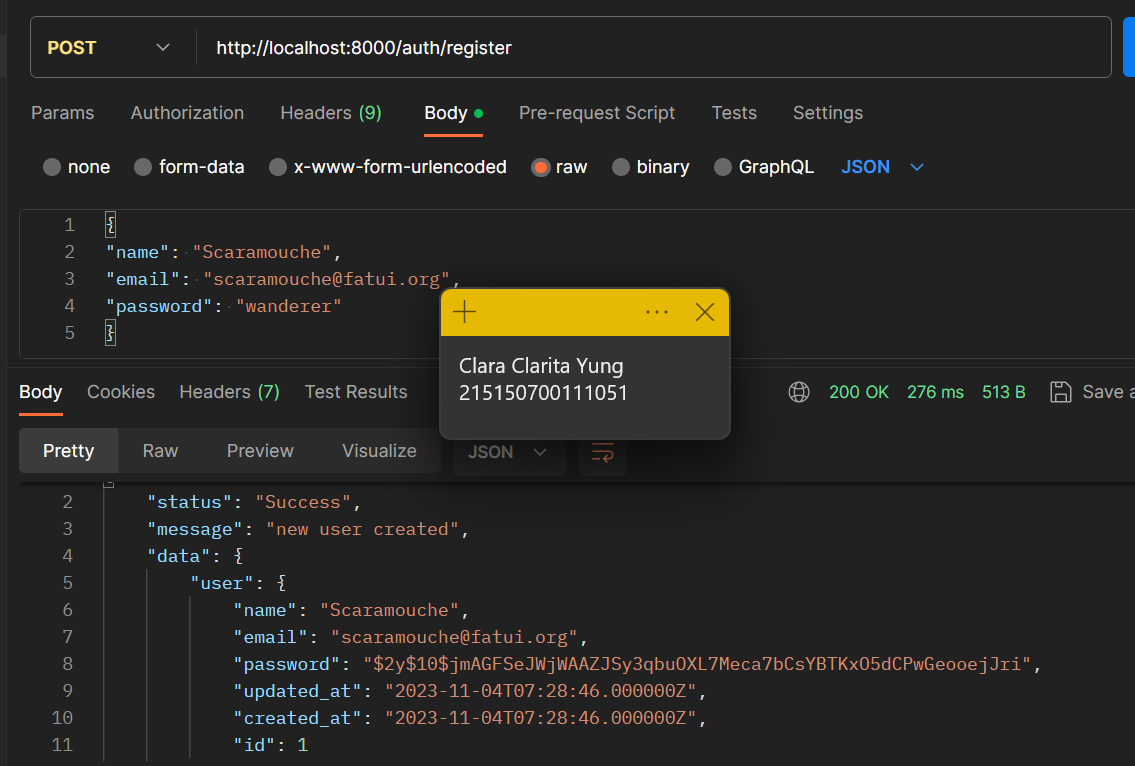 POST http://localhost:8000/auth/register
Params Authorization Headers (9) Body Pre-request Script Tests Settings
none form-data x-www-form-urlencoded raw binary GraphQL JSON
1 {
2 "name": "Scaramouche",
3 "email": "scaramouche@fatui.org",
4 "password": "wanderer"
5 }
Clara Clarita Yung
215150700111051
Body Cookies Headers (7) Test Results 200 OK 276 ms 513 B Save a
Pretty Raw Preview Visualize JSON
2 "status": "Success",
3 "message": "new user created",
4 "data": {
5 "user": {
6 "name": "Scaramouche",
7 "email": "scaramouche@fatui.org",
8 "password": "$2y$10$jmAGFSeJWjWAAZJSy3qbuOXL7Meca7bCsYBTKxO5dCPwGeooejJri",
9 "updated_at": "2023-11-04T07:28:46.000000Z",
10 "created_at": "2023-11-04T07:28:46.000000Z",
11 "id": 1